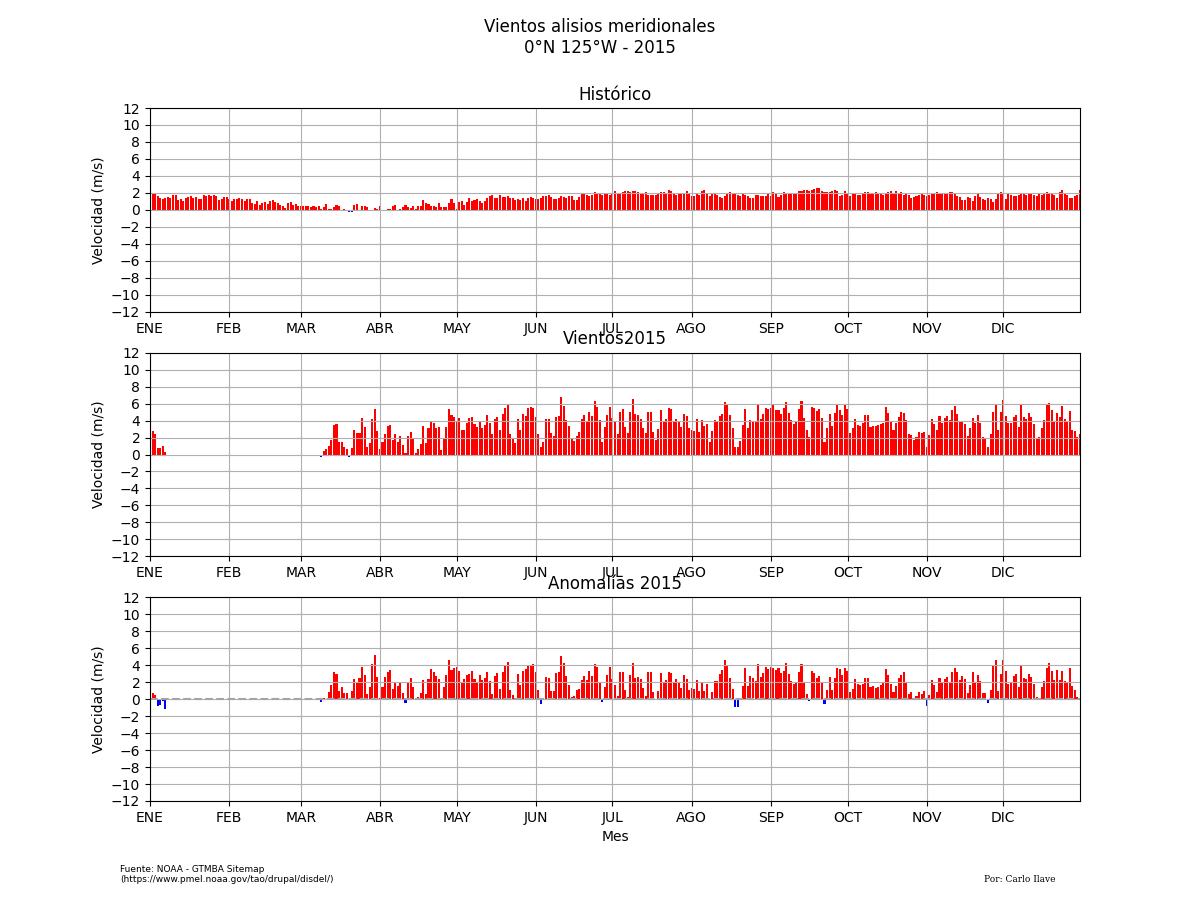 Vientos alisios meridionales
0°N 125°W - 2015
Histórico
12
10
8
6
4
2
0
−2
−4
−6
−8
−10
−12
Velocidad (m/s)
ENE FEB MAR ABR MAY JUN JUL AGO SEP OCT NOV DIC
Vientos2015
12
10
8
6
4
2
0
−2
−4
−6
−8
−10
−12
Velocidad (m/s)
ENE FEB MAR ABR MAY JUN JUL AGO SEP OCT NOV DIC
Anomalías 2015
12
10
8
6
4
2
0
−2
−4
−6
−8
−10
−12
Velocidad (m/s)
ENE FEB MAR ABR MAY JUN JUL AGO SEP OCT NOV DIC
Mes
Fuente: NOAA - GTMBA Sitemap
(https://www.pmel.noaa.gov/tao/drupal/disdel/)
Por: Carlo Ilave